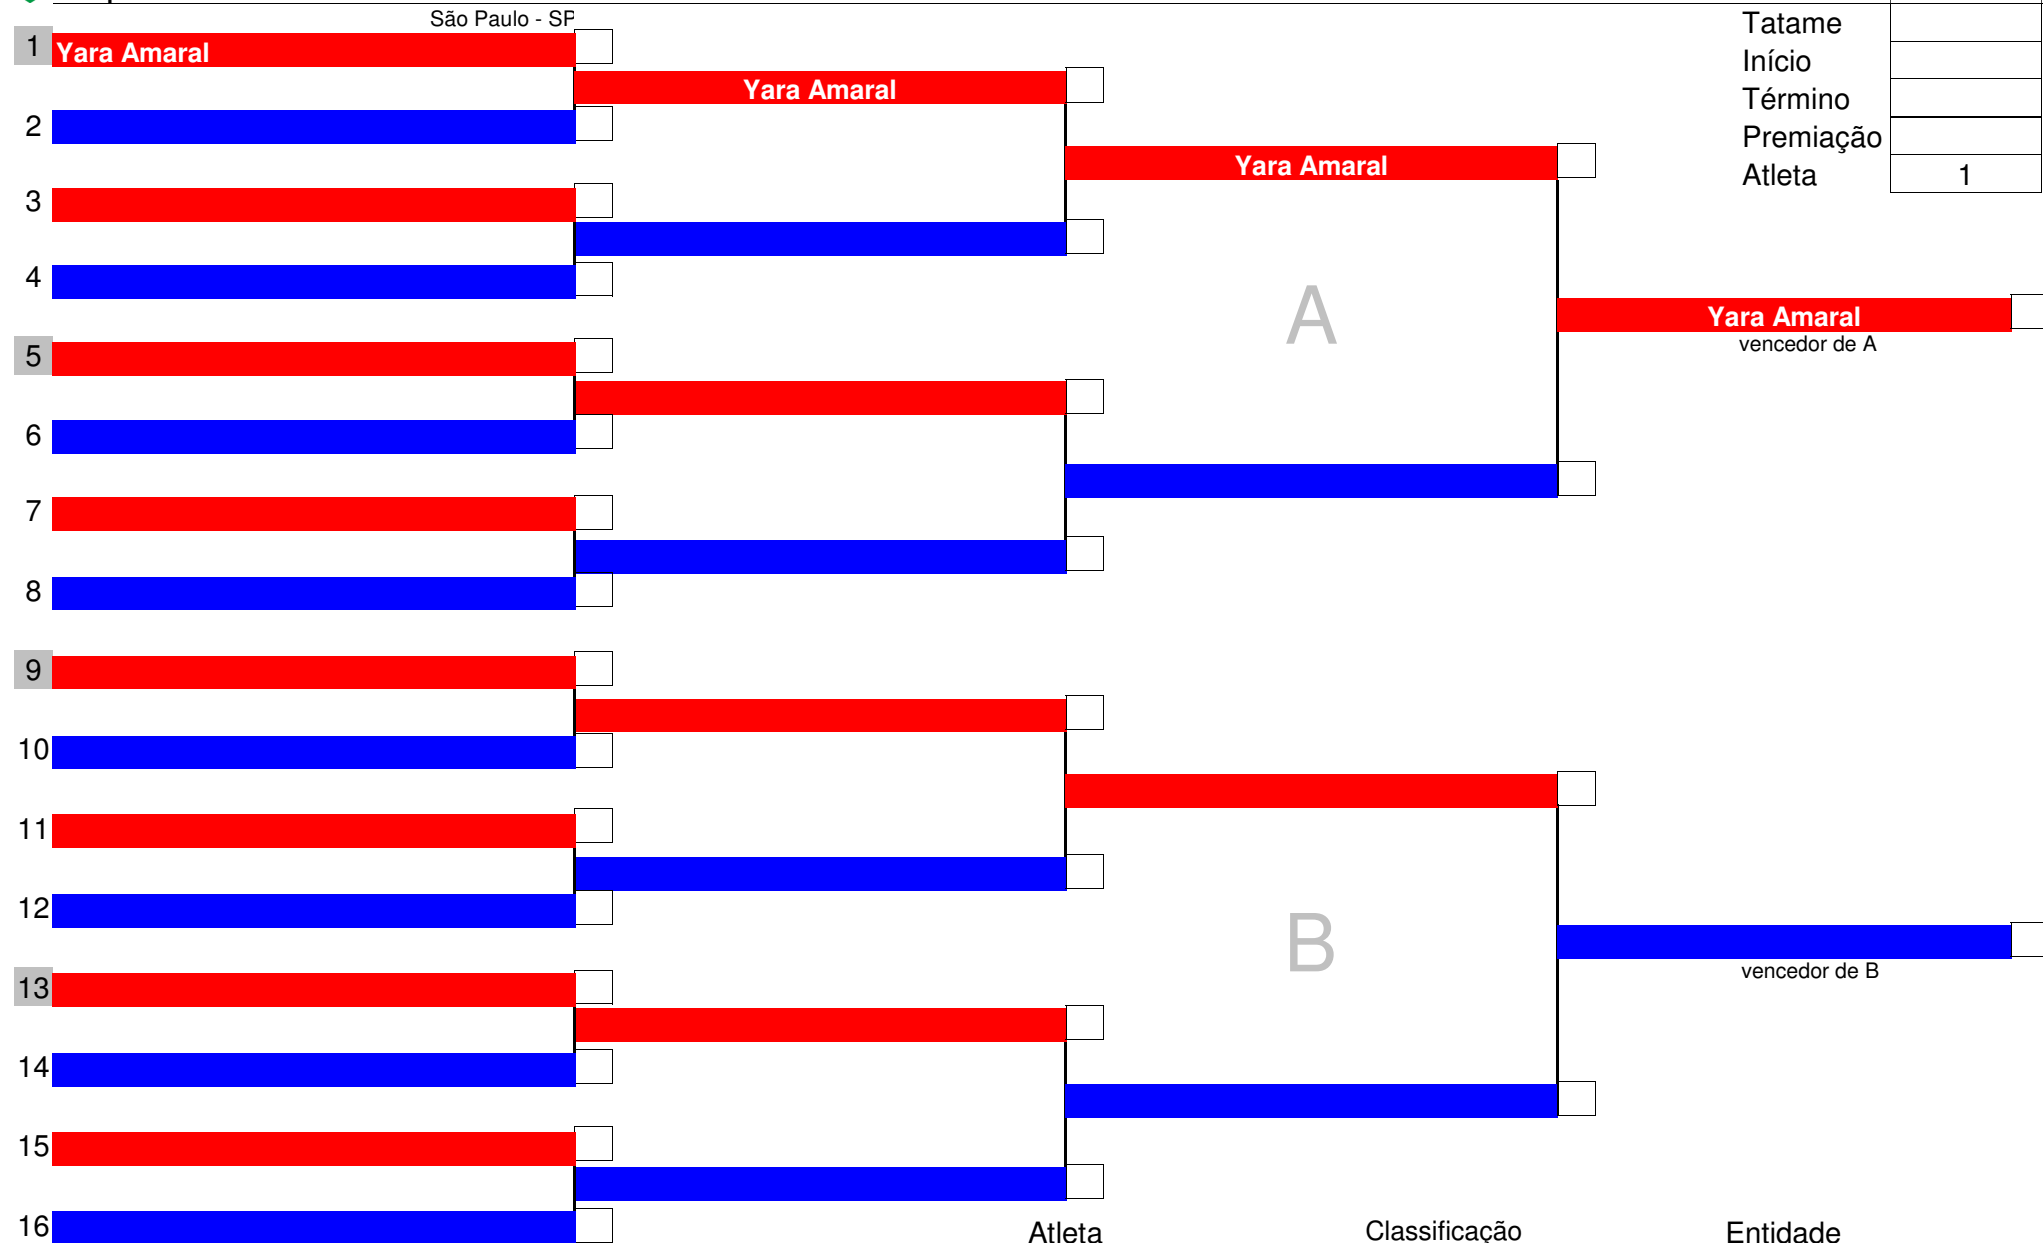 São Paulo - SP
Tatame
Início
Término
Premiação
Atleta 1
1 Yara Amaral
Yara Amaral
2
Yara Amaral
3
4
A
Yara Amaral
vencedor de A
5
6
7
8
9
10
11
12
B
vencedor de B
13
14
15
16
Atleta Classificação Entidade